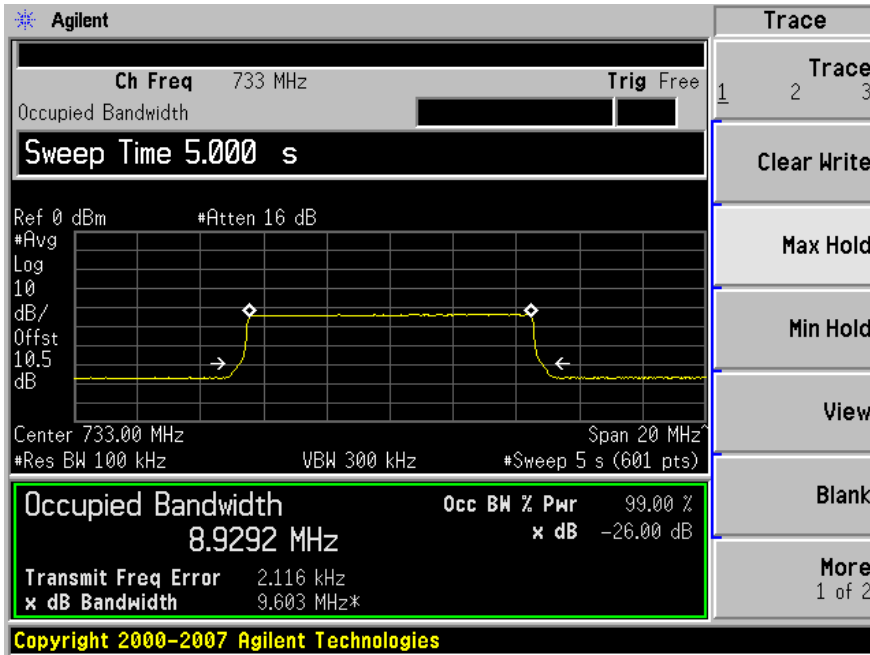 Agilent
Trace
Ch Freq 733 MHz Trig Free
Occupied Bandwidth
Sweep Time 5.000 s
Ref 0 dBm #Atten 16 dB
#Avg
Log
10
dB/
Offst
10.5
dB
Center 733.00 MHz Span 20 MHz^
#Res BW 100 kHz VBW 300 kHz #Sweep 5 s (601 pts)
Occupied Bandwidth Occ BW % Pwr 99.00 %
8.9292 MHz x dB -26.00 dB
Transmit Freq Error 2.116 kHz
x dB Bandwidth 9.603 MHz*
Copyright 2000-2007 Agilent Technologies
Trace
1 2 3
Clear Write
Max Hold
Min Hold
View
Blank
More
1 of 2